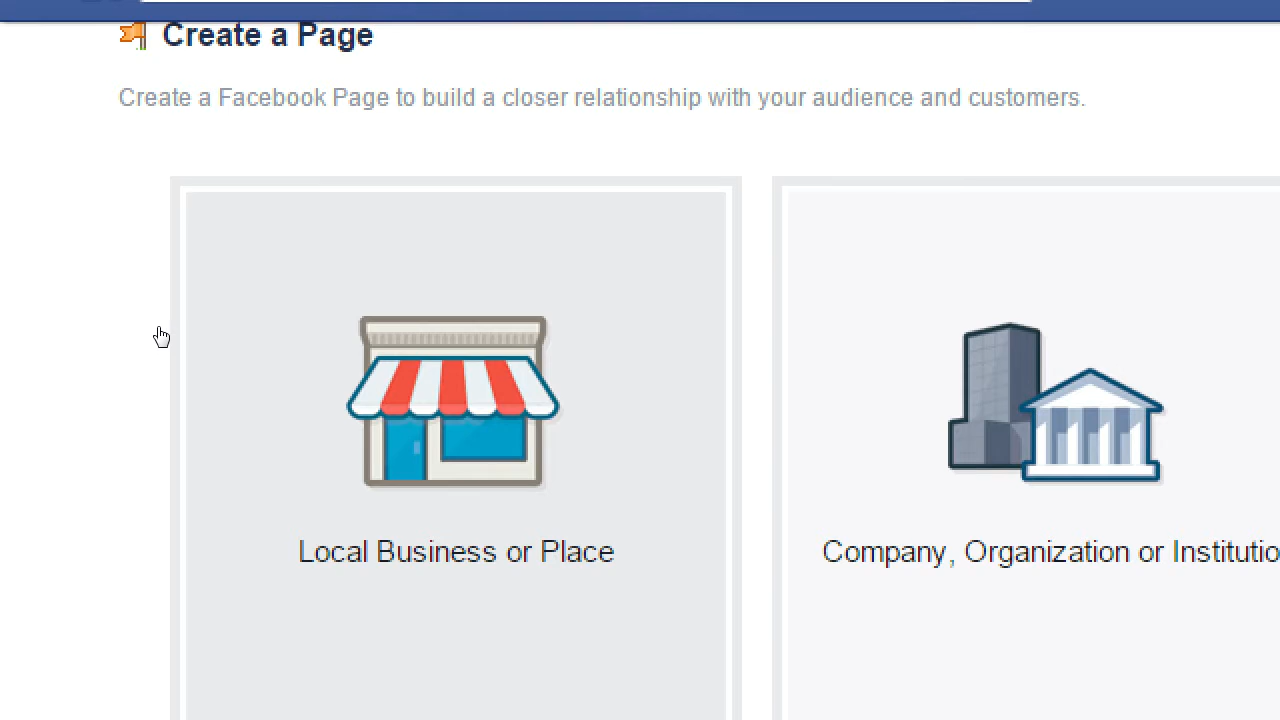 Create a Page
Create a Facebook Page to build a closer relationship with your audience and customers.
Local Business or Place
Company, Organization or Institutio